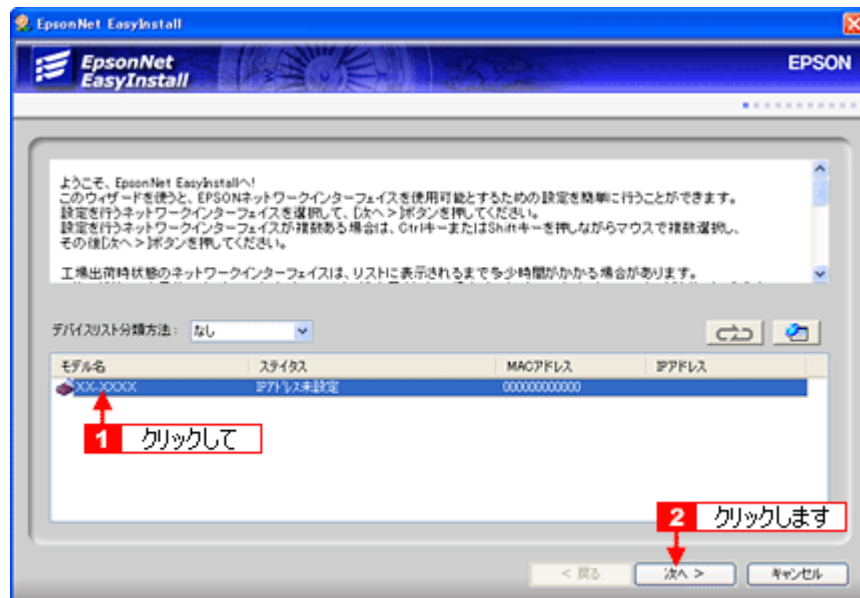 EpsonNet EasyInstall
EpsonNet
EasyInstall
EPSON
ようこそ、EpsonNet EasyInstallへ!
このウィザードを使うと、EPSONネットワークインターフェイスを使用可能とするための設定を簡単に行うことができます。
設定を行うネットワークインターフェイスを選択して、[次へ >]ボタンを押してください。
設定を行うネットワークインターフェイスが複数ある場合は、CtrlキーまたはShiftキーを押しながらマウスで複数選択し、
その後[次へ >]ボタンを押してください。
工場出荷時状態のネットワークインターフェイスは、リストに表示されるまで多少時間がかかる場合があります。
デバイスリスト分類方法： なし
モデル名 ステイタス MACアドレス IPアドレス
XX-XXXX IPアドレス未設定 000000000000
1 クリックして
2 クリックします
< 戻る 次へ > キャンセル